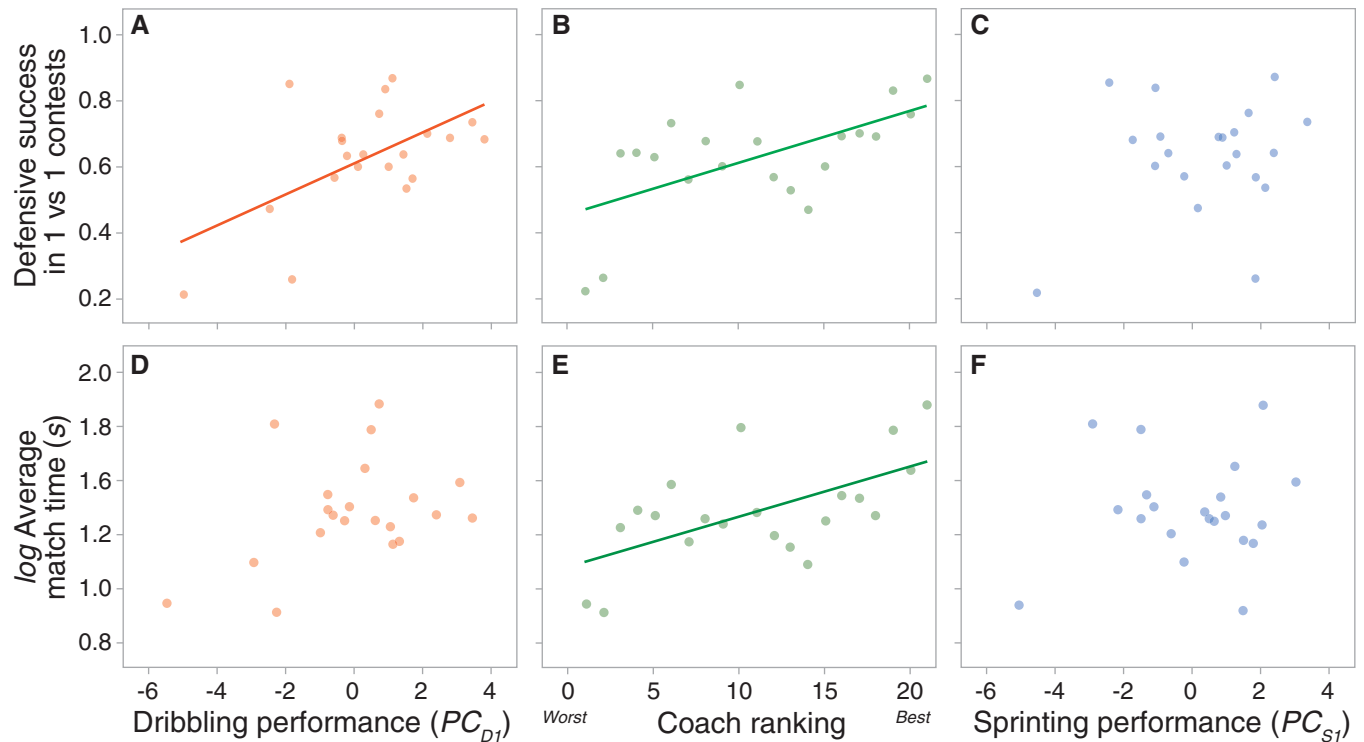 A
B
C
Defensive success
in 1 vs 1 contests
1.0
0.8
0.6
0.4
0.2
D
E
F
log Average
match time (s)
2.0
1.8
1.6
1.4
1.2
1.0
0.8
-6 -4 -2 0 2 4
0 5 10 15 20
-6 -4 -2 0 2 4
Dribbling performance (PC_D1)
Worst
Coach ranking
Best
Sprinting performance (PC_S1)